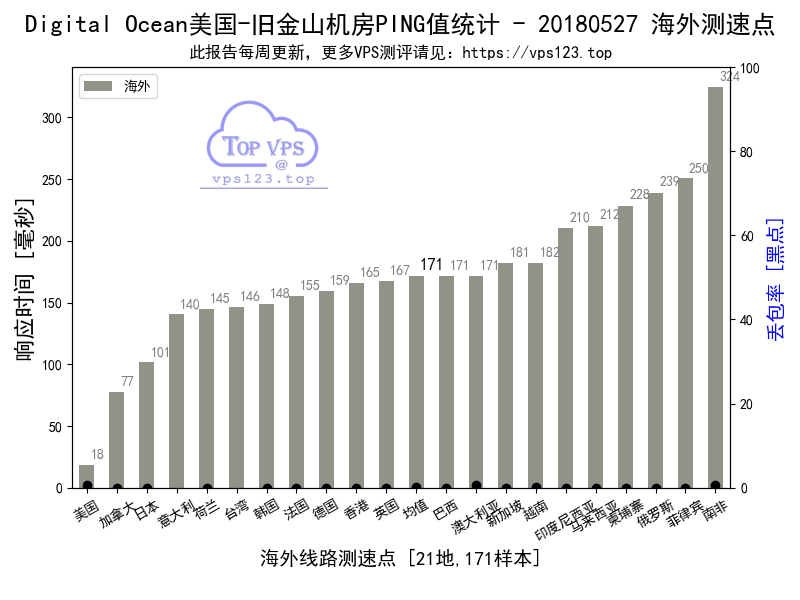 Digital Ocean美国-旧金山机房PING值统计 - 20180527 海外测速点
此报告每周更新，更多VPS测评请见：https://vps123.top
海外
TOP VPS
@
vps123.top
响应时间 [毫秒]
300
250
200
150
100
50
0
18
77
101
140
145
146
148
155
159
165
167
171
171
171
181
182
210
212
228
239
250
324
100
80
60
40
20
0
丢包率 [黑点]
美国
加拿大
日本
意大利
荷兰
台湾
韩国
法国
德国
香港
英国
均值
巴西
澳大利亚
新加坡
越南
印度尼西亚
马来西亚
柬埔寨
俄罗斯
菲律宾
南非
海外线路测速点 [21地,171样本]